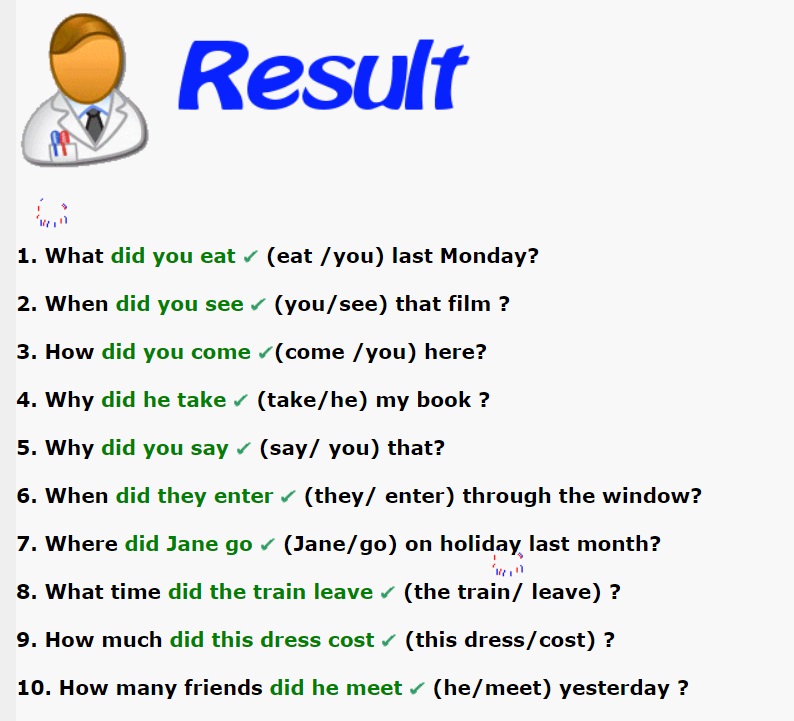 Result
1. What did you eat ✔ (eat /you) last Monday?
2. When did you see ✔ (you/see) that film ?
3. How did you come ✔(come /you) here?
4. Why did he take ✔ (take/he) my book ?
5. Why did you say ✔ (say/ you) that?
6. When did they enter ✔ (they/ enter) through the window?
7. Where did Jane go ✔ (Jane/go) on holiday last month?
8. What time did the train leave ✔ (the train/ leave) ?
9. How much did this dress cost ✔ (this dress/cost) ?
10. How many friends did he meet ✔ (he/meet) yesterday ?